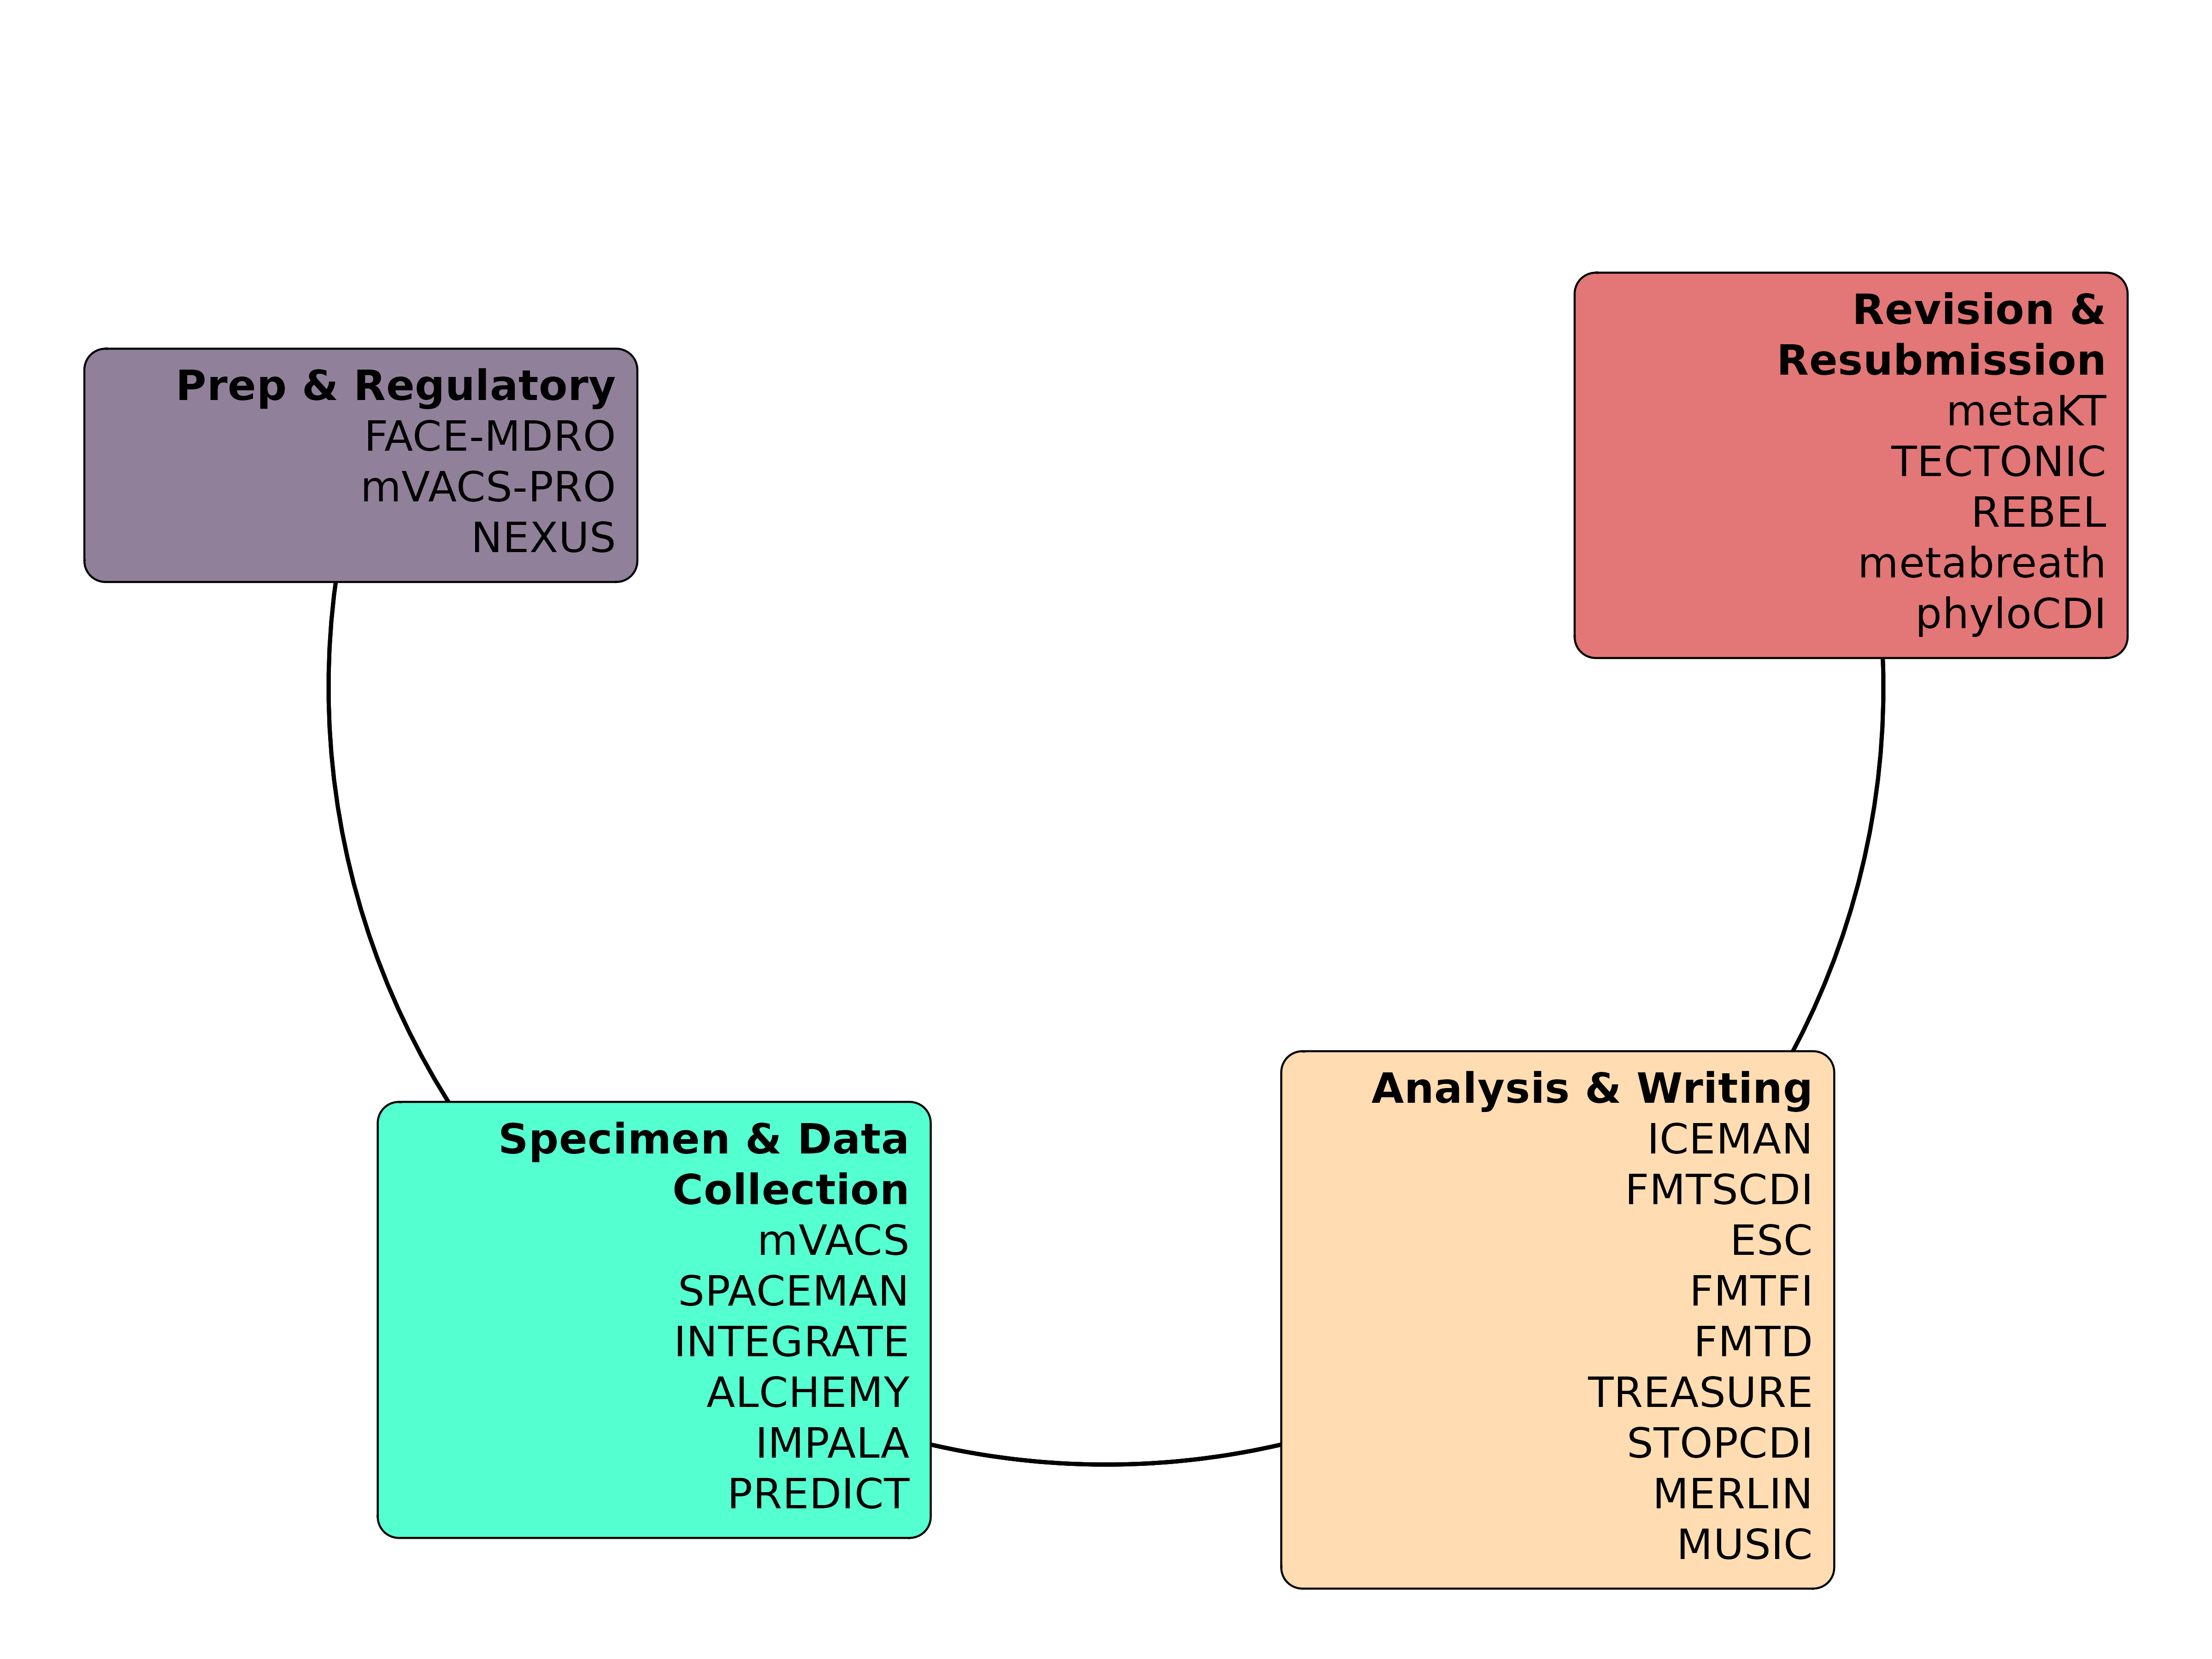 Prep & Regulatory
FACE-MDRO
mVACS-PRO
NEXUS
Specimen & Data
Collection
mVACS
SPACEMAN
INTEGRATE
ALCHEMY
IMPALA
PREDICT
Analysis & Writing
ICEMAN
FMTSCDI
ESC
FMTFI
FMTD
TREASURE
STOPCDI
MERLIN
MUSIC
Revision &
Resubmission
metaKT
TECTONIC
REBEL
metabreath
phyloCDI